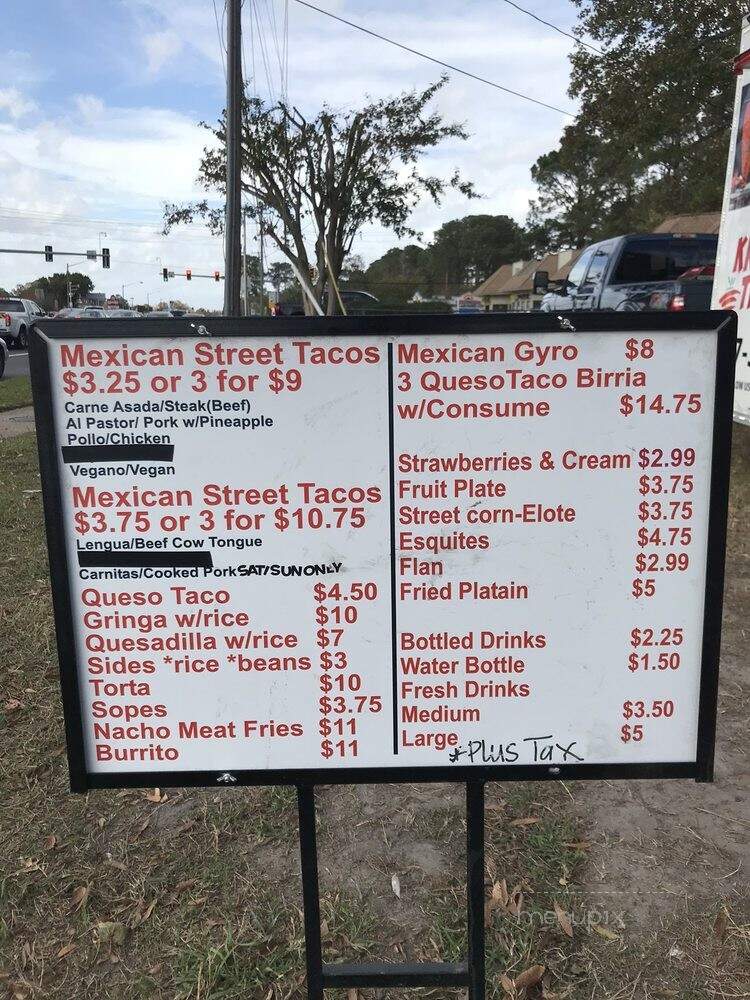 Mexican Street Tacos
$3.25 or 3 for $9
Carne Asada/Steak(Beef)
Al Pastor/ Pork w/Pineapple
Pollo/Chicken
Vegano/Vegan
Mexican Street Tacos
$3.75 or 3 for $10.75
Lengua/Beef Cow Tongue
Carnitas/Cooked Pork SAT/SUN ONLY
Queso Taco $4.50
Gringa w/rice $10
Quesadilla w/rice $7
Sides *rice *beans $3
Torta $10
Sopes $3.75
Nacho Meat Fries $11
Burrito $11
Mexican Gyro $8
3 QuesoTaco Birria
w/Consume $14.75
Strawberries & Cream $2.99
Fruit Plate $3.75
Street corn-Elote $3.75
Esquites $4.75
Flan $2.99
Fried Platain $5
Bottled Drinks $2.25
Water Bottle $1.50
Fresh Drinks
Medium $3.50
Large $5
*PLUS TAX
menupix